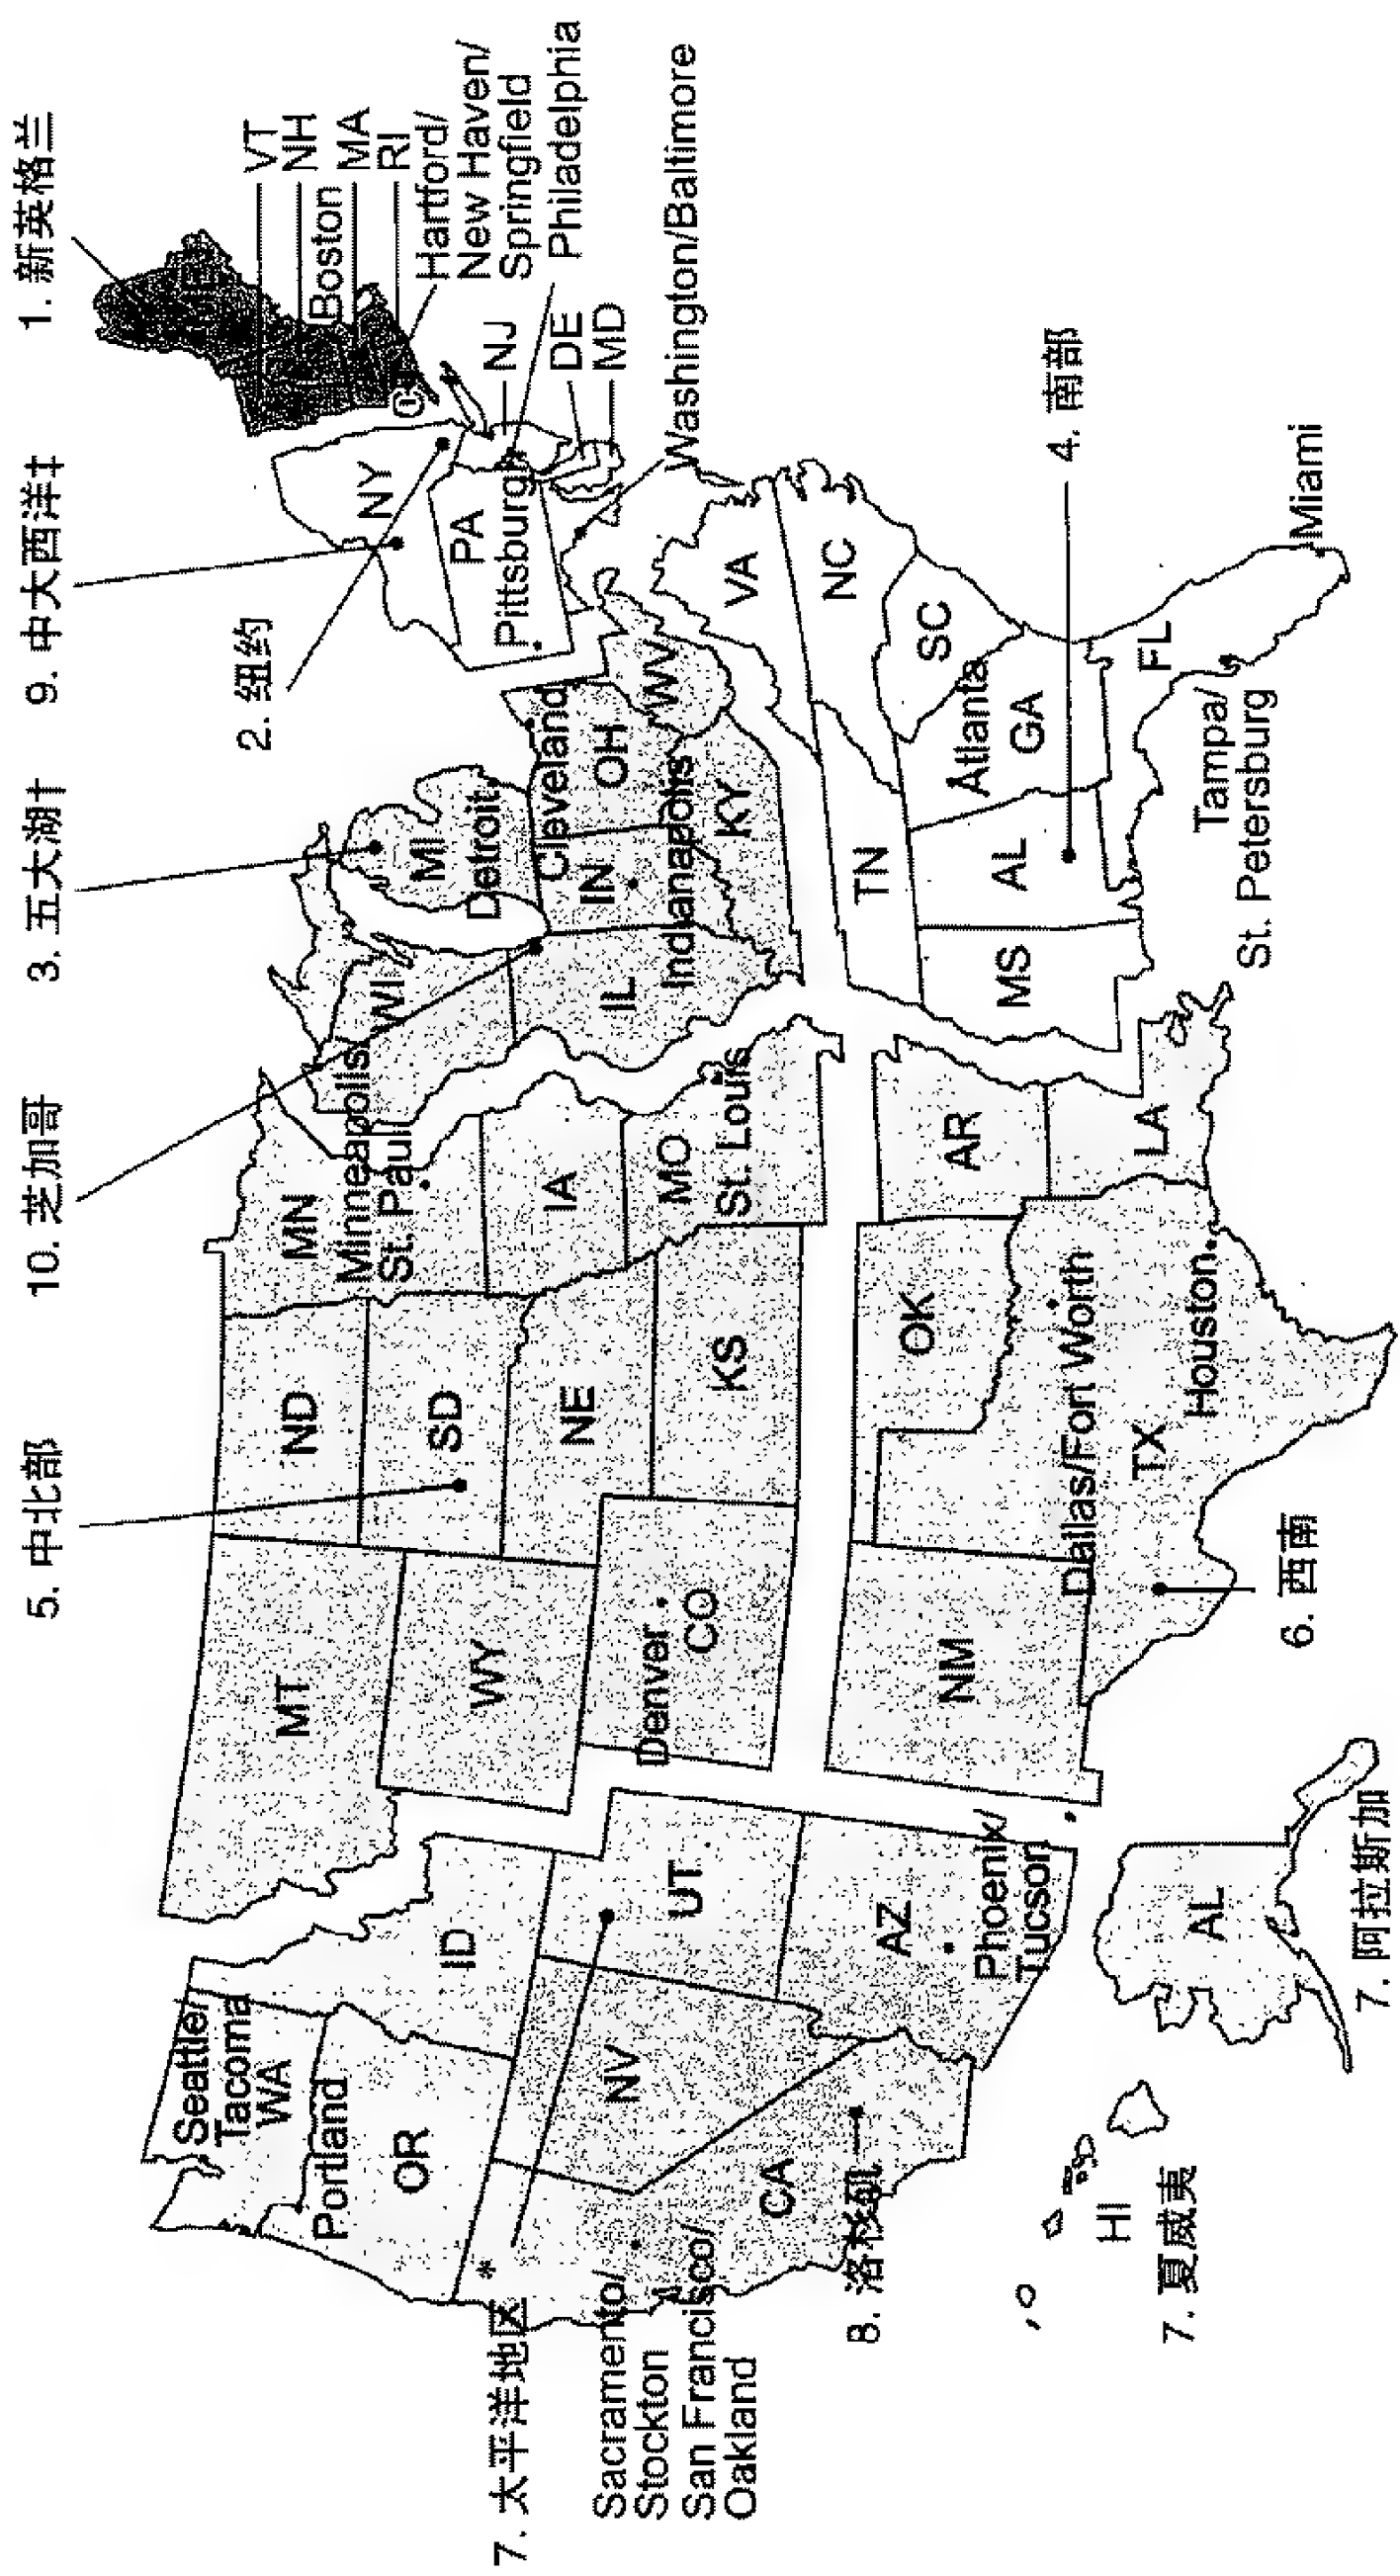 7. 太平洋地区
*
5. 中北部
10. 芝加哥
3. 五大湖†
9. 中大西洋‡
1. 新英格兰
2. 纽约
VT
NH
Boston
MA
RI
Hartford/
New Haven/
Springfield
Philadelphia
NJ
DE
MD
Washington/Baltimore
Seattler
Tacoma
WA
Portland
OR
ID
MT
ND
MN
Minneapolis/
St. Paul
WI
MI
Detroit
NY
PA
Pittsburgh
SD
WY
IA
NE
IL
IN
Cleveland
OH
WV
Indianapolis
KY
VA
Sacramento/
Stockton
San Francisco/
Oakland
NV
UT
Denver
CO
KS
MO
St. Louis
CA
8. 洛杉矶
AZ
Phoenix/
Tucson
NM
OK
AR
TN
NC
SC
Atlanta
GA
AL
MS
4. 南部
Dallas/Fort Worth
TX
Houston
LA
FL
Tampa/
St. Petersburg
Miami
6. 西南
HI
7. 夏威夷
AL
7. 阿拉斯加